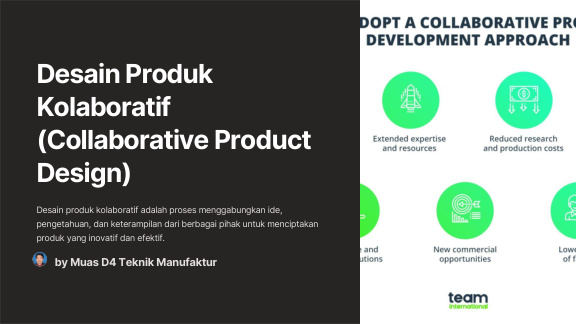 Desain Produk
Kolaboratif
(Collaborative Product
Design)
Desain produk kolaboratif adalah proses menggabungkan ide,
pengetahuan, dan keterampilan dari berbagai pihak untuk menciptakan
produk yang inovatif dan efektif.
by Muas D4 Teknik Manufaktur
DOPT A COLLABORATIVE PRO
DEVELOPMENT APPROACH
Extended expertise
and resources
Reduced research
and production costs
e and
utions
New commercial
opportunities
Lowe
of f
team
international